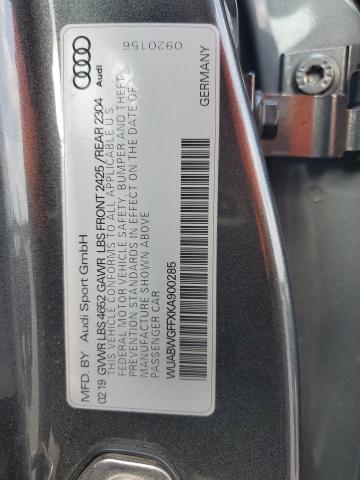 MFD. BY Audi Sport GmbH
02 19 GVWR LBS 4652 GAWR LBS FRONT 2425 /REAR 2304
THIS VEHICLE CONFORMS TO ALL APPLICABLE U.S.
FEDERAL MOTOR VEHICLE SAFETY, BUMPER AND THEFT
PREVENTION STANDARDS IN EFFECT ON THE DATE OF
MANUFACTURE SHOWN ABOVE
PASSENGER CAR
WUABWGFFXKA900285
GERMANY
Audi
0920156